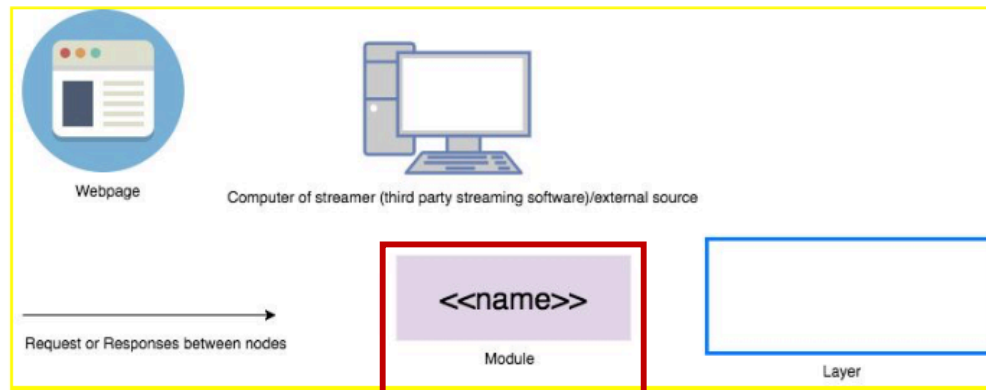 Webpage
Computer of streamer (third party streaming software)/external source
<<name>>
Request or Responses between nodes
Module
Layer